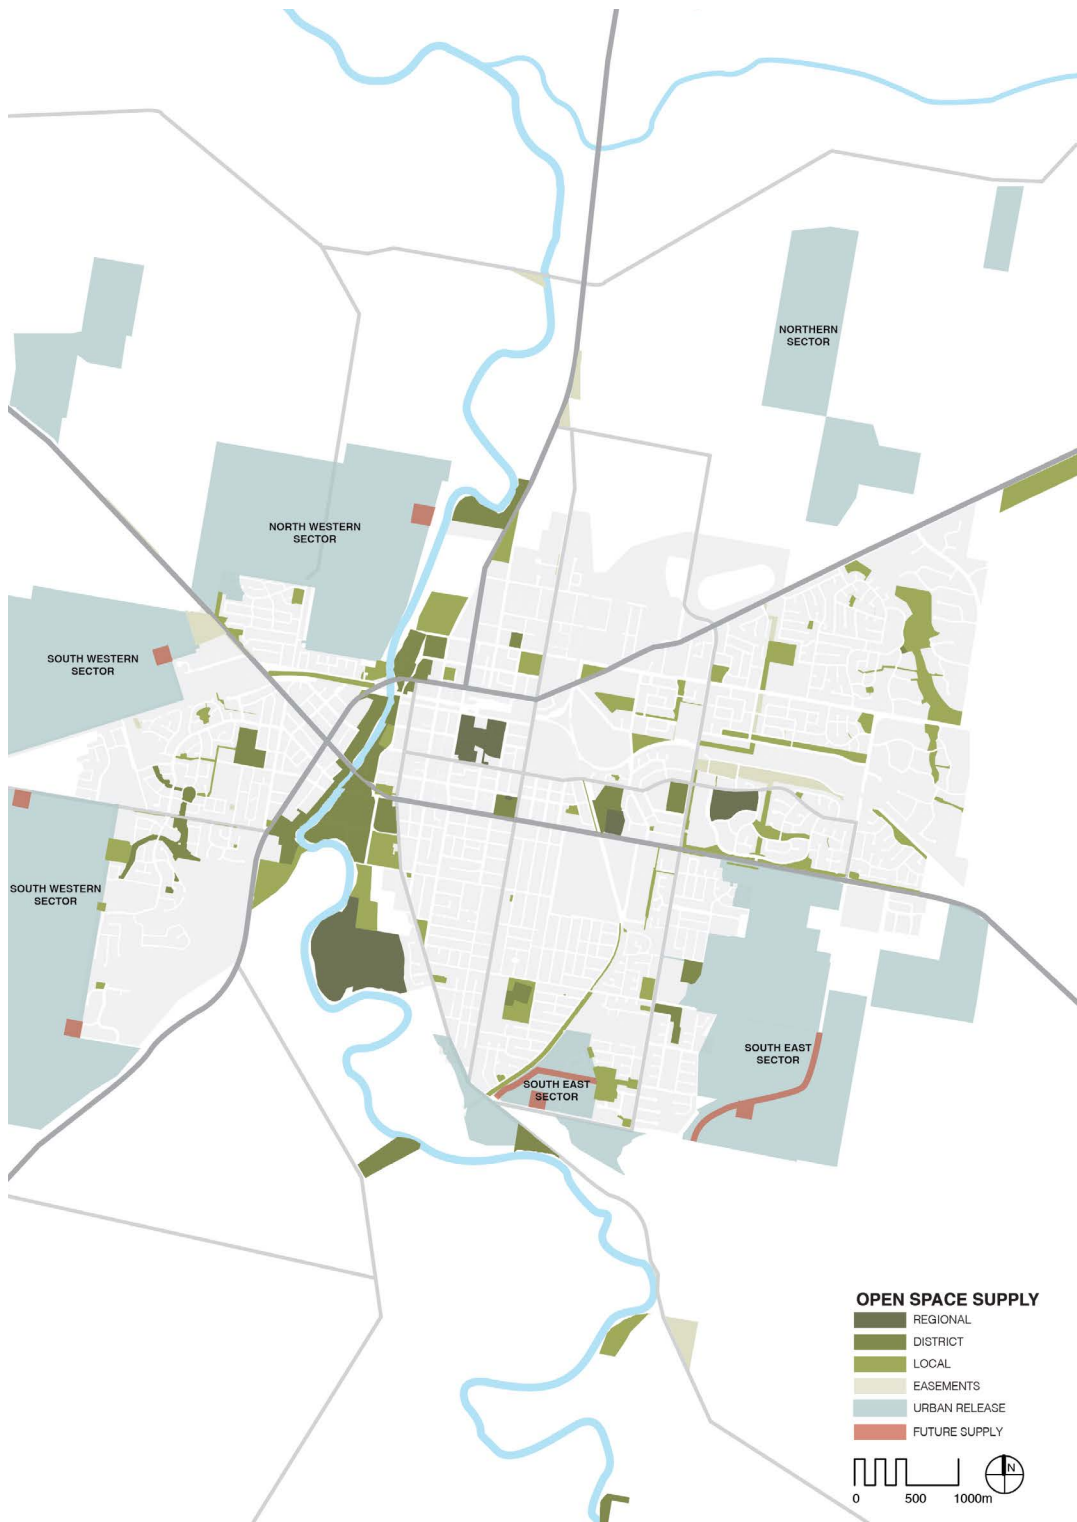 NORTHERN
SECTOR
NORTH WESTERN
SECTOR
SOUTH WESTERN
SECTOR
SOUTH WESTERN
SECTOR
SOUTH EAST
SECTOR
SOUTH EAST
SECTOR
OPEN SPACE SUPPLY
REGIONAL
DISTRICT
LOCAL
EASEMENTS
URBAN RELEASE
FUTURE SUPPLY
N
0 500 1000m